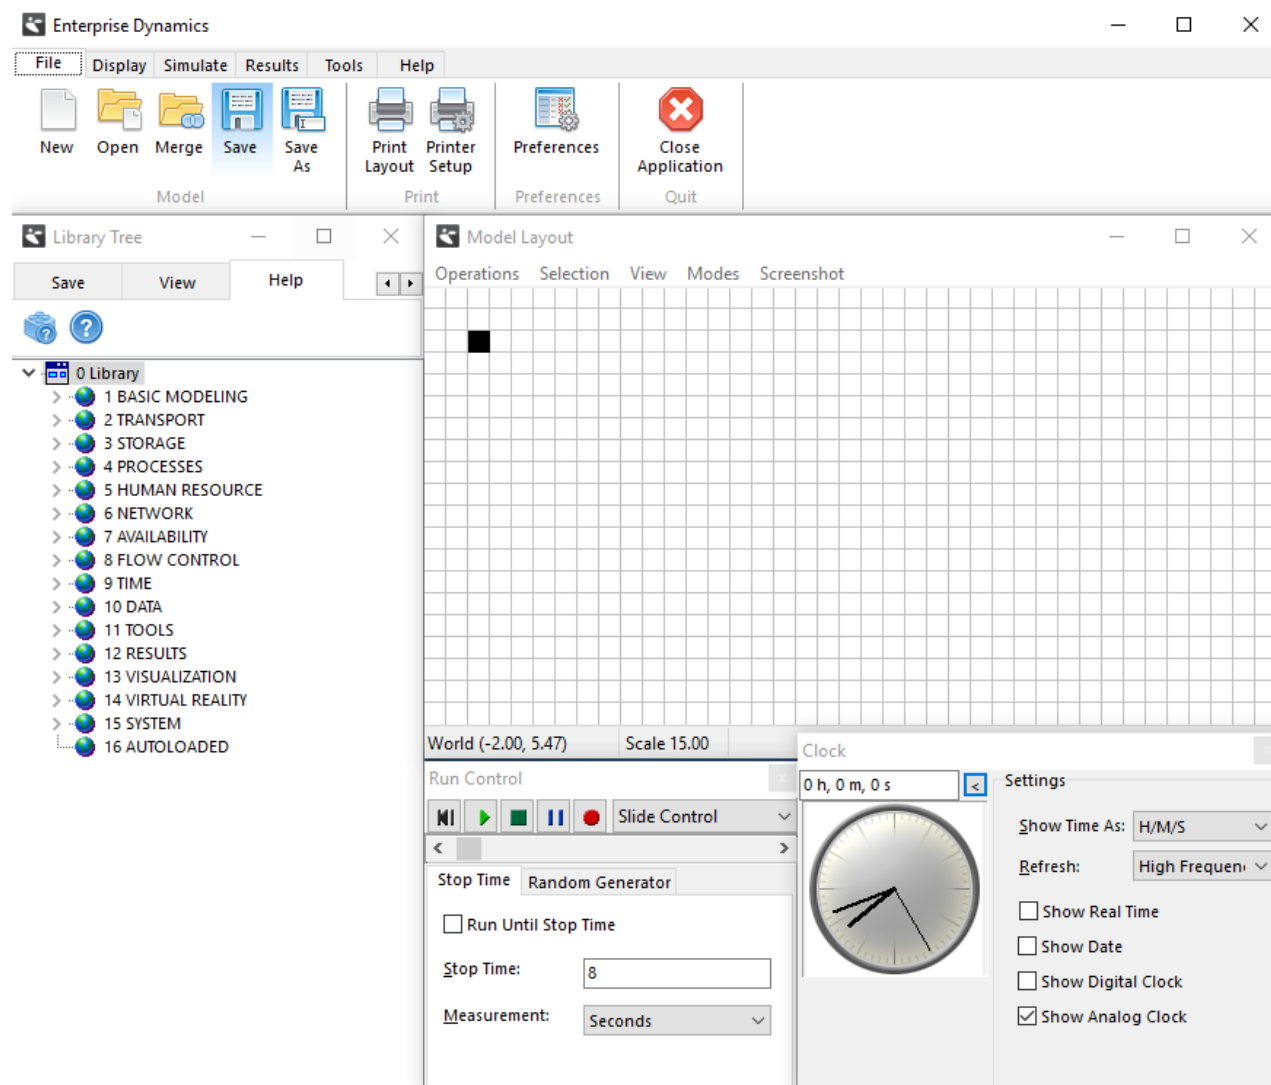 Enterprise Dynamics
File Display Simulate Results Tools Help
New Open Merge Save Save As Print Layout Printer Setup Preferences Close Application
Model Print Preferences Quit
Library Tree
Save View Help
0 Library
1 BASIC MODELING
2 TRANSPORT
3 STORAGE
4 PROCESSES
5 HUMAN RESOURCE
6 NETWORK
7 AVAILABILITY
8 FLOW CONTROL
9 TIME
10 DATA
11 TOOLS
12 RESULTS
13 VISUALIZATION
14 VIRTUAL REALITY
15 SYSTEM
16 AUTOLOADED
Model Layout
Operations Selection View Modes Screenshot
World (-2.00, 5.47) Scale 15.00
Run Control
Slide Control
Stop Time Random Generator
Run Until Stop Time
Stop Time: 8
Measurement: Seconds
Clock
0 h, 0 m, 0 s <
Settings
Show Time As: H/M/S
Refresh: High Frequen
Show Real Time
Show Date
Show Digital Clock
Show Analog Clock